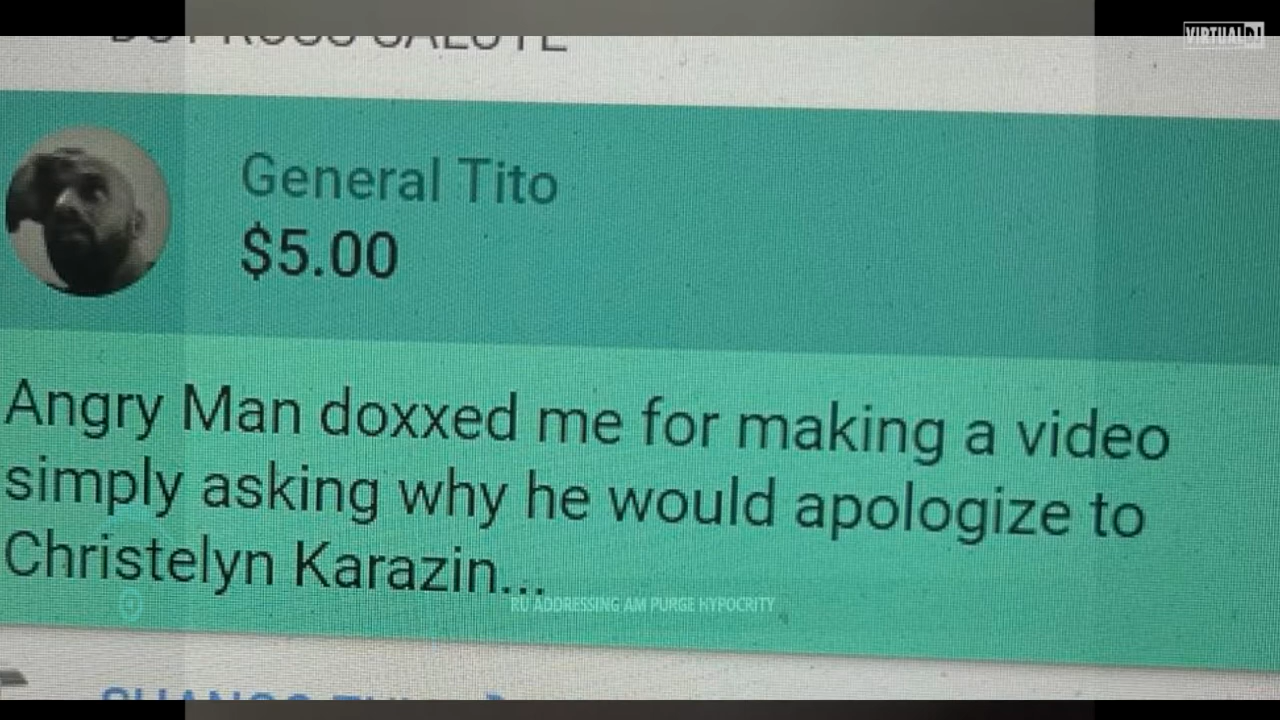 VIRTUALDJ
General Tito
$5.00
Angry Man doxxed me for making a video
simply asking why he would apologize to
Christelyn Karazin...
RU ADDRESSING AM PURGE HYPOCRITY